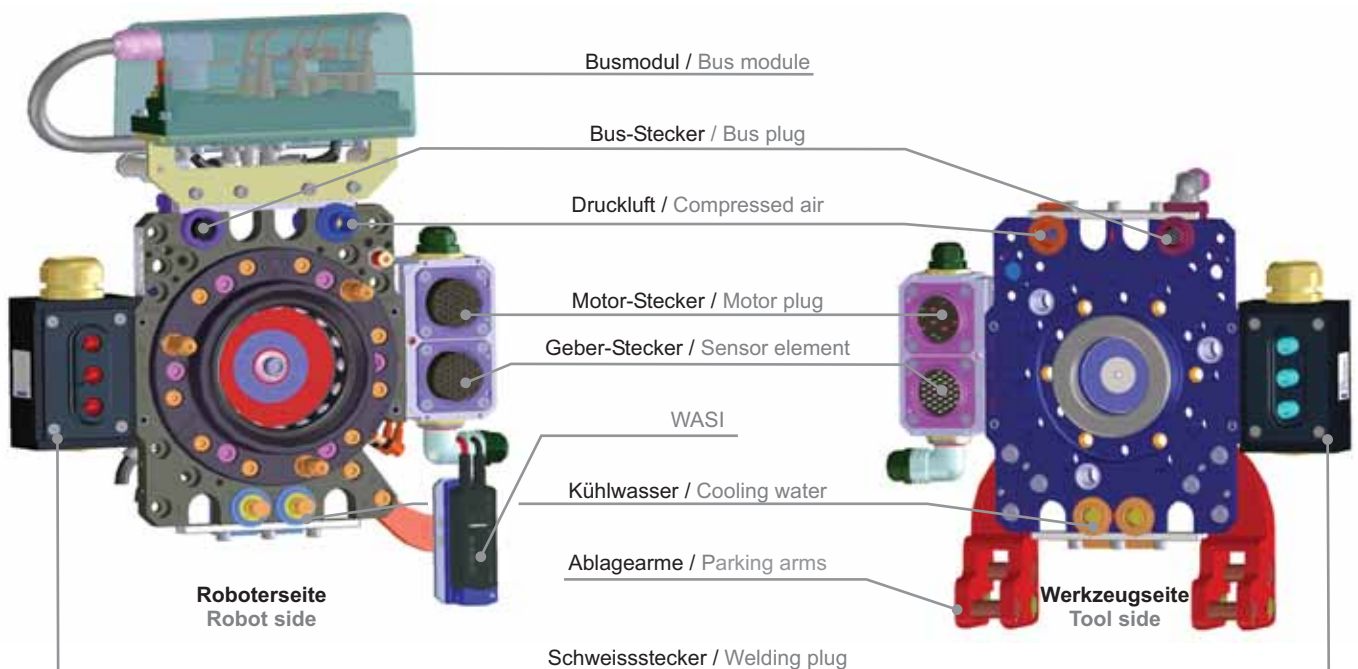 Busmodul / Bus module
Bus-Stecker / Bus plug
Druckluft / Compressed air
Motor-Stecker / Motor plug
Geber-Stecker / Sensor element
WASI
Kühlwasser / Cooling water
Ablagearme / Parking arms
Roboterseite
Robot side
Werkzeugseite
Tool side
Schweissstecker / Welding plug